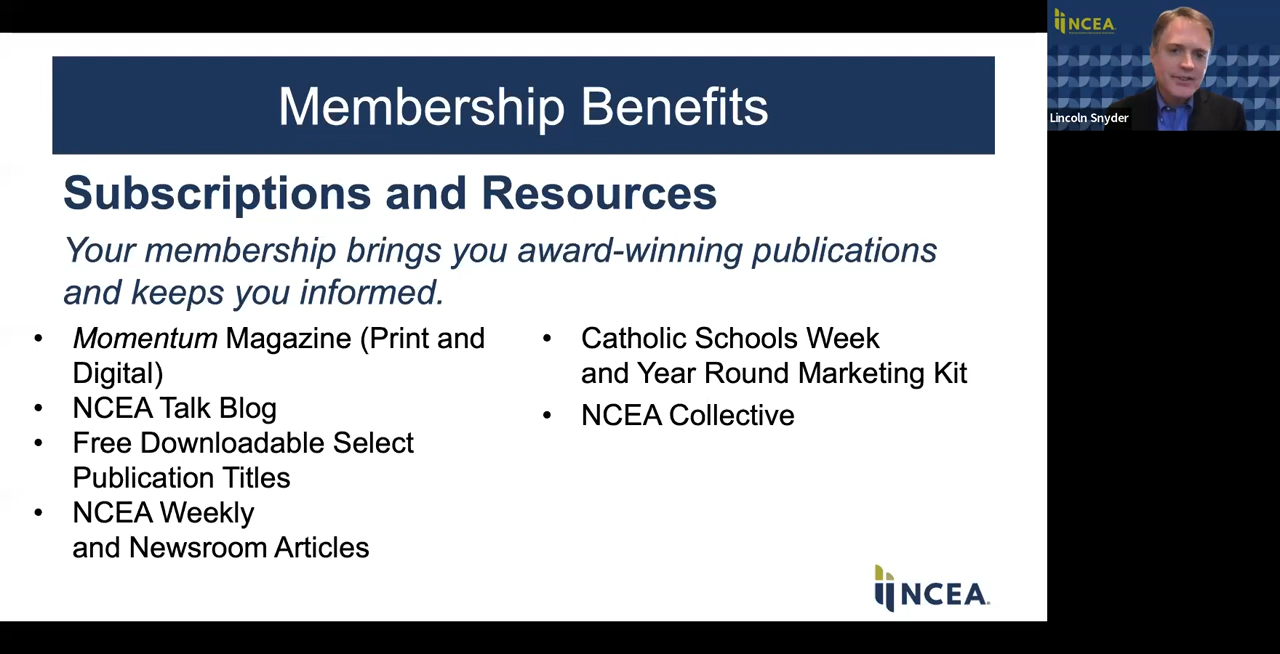 Membership Benefits
Subscriptions and Resources
Your membership brings you award-winning publications
and keeps you informed.
• Momentum Magazine (Print and
Digital)
• NCEA Talk Blog
• Free Downloadable Select
Publication Titles
• NCEA Weekly
and Newsroom Articles
• Catholic Schools Week
and Year Round Marketing Kit
• NCEA Collective
NCEA
NCEA
Lincoln Snyder